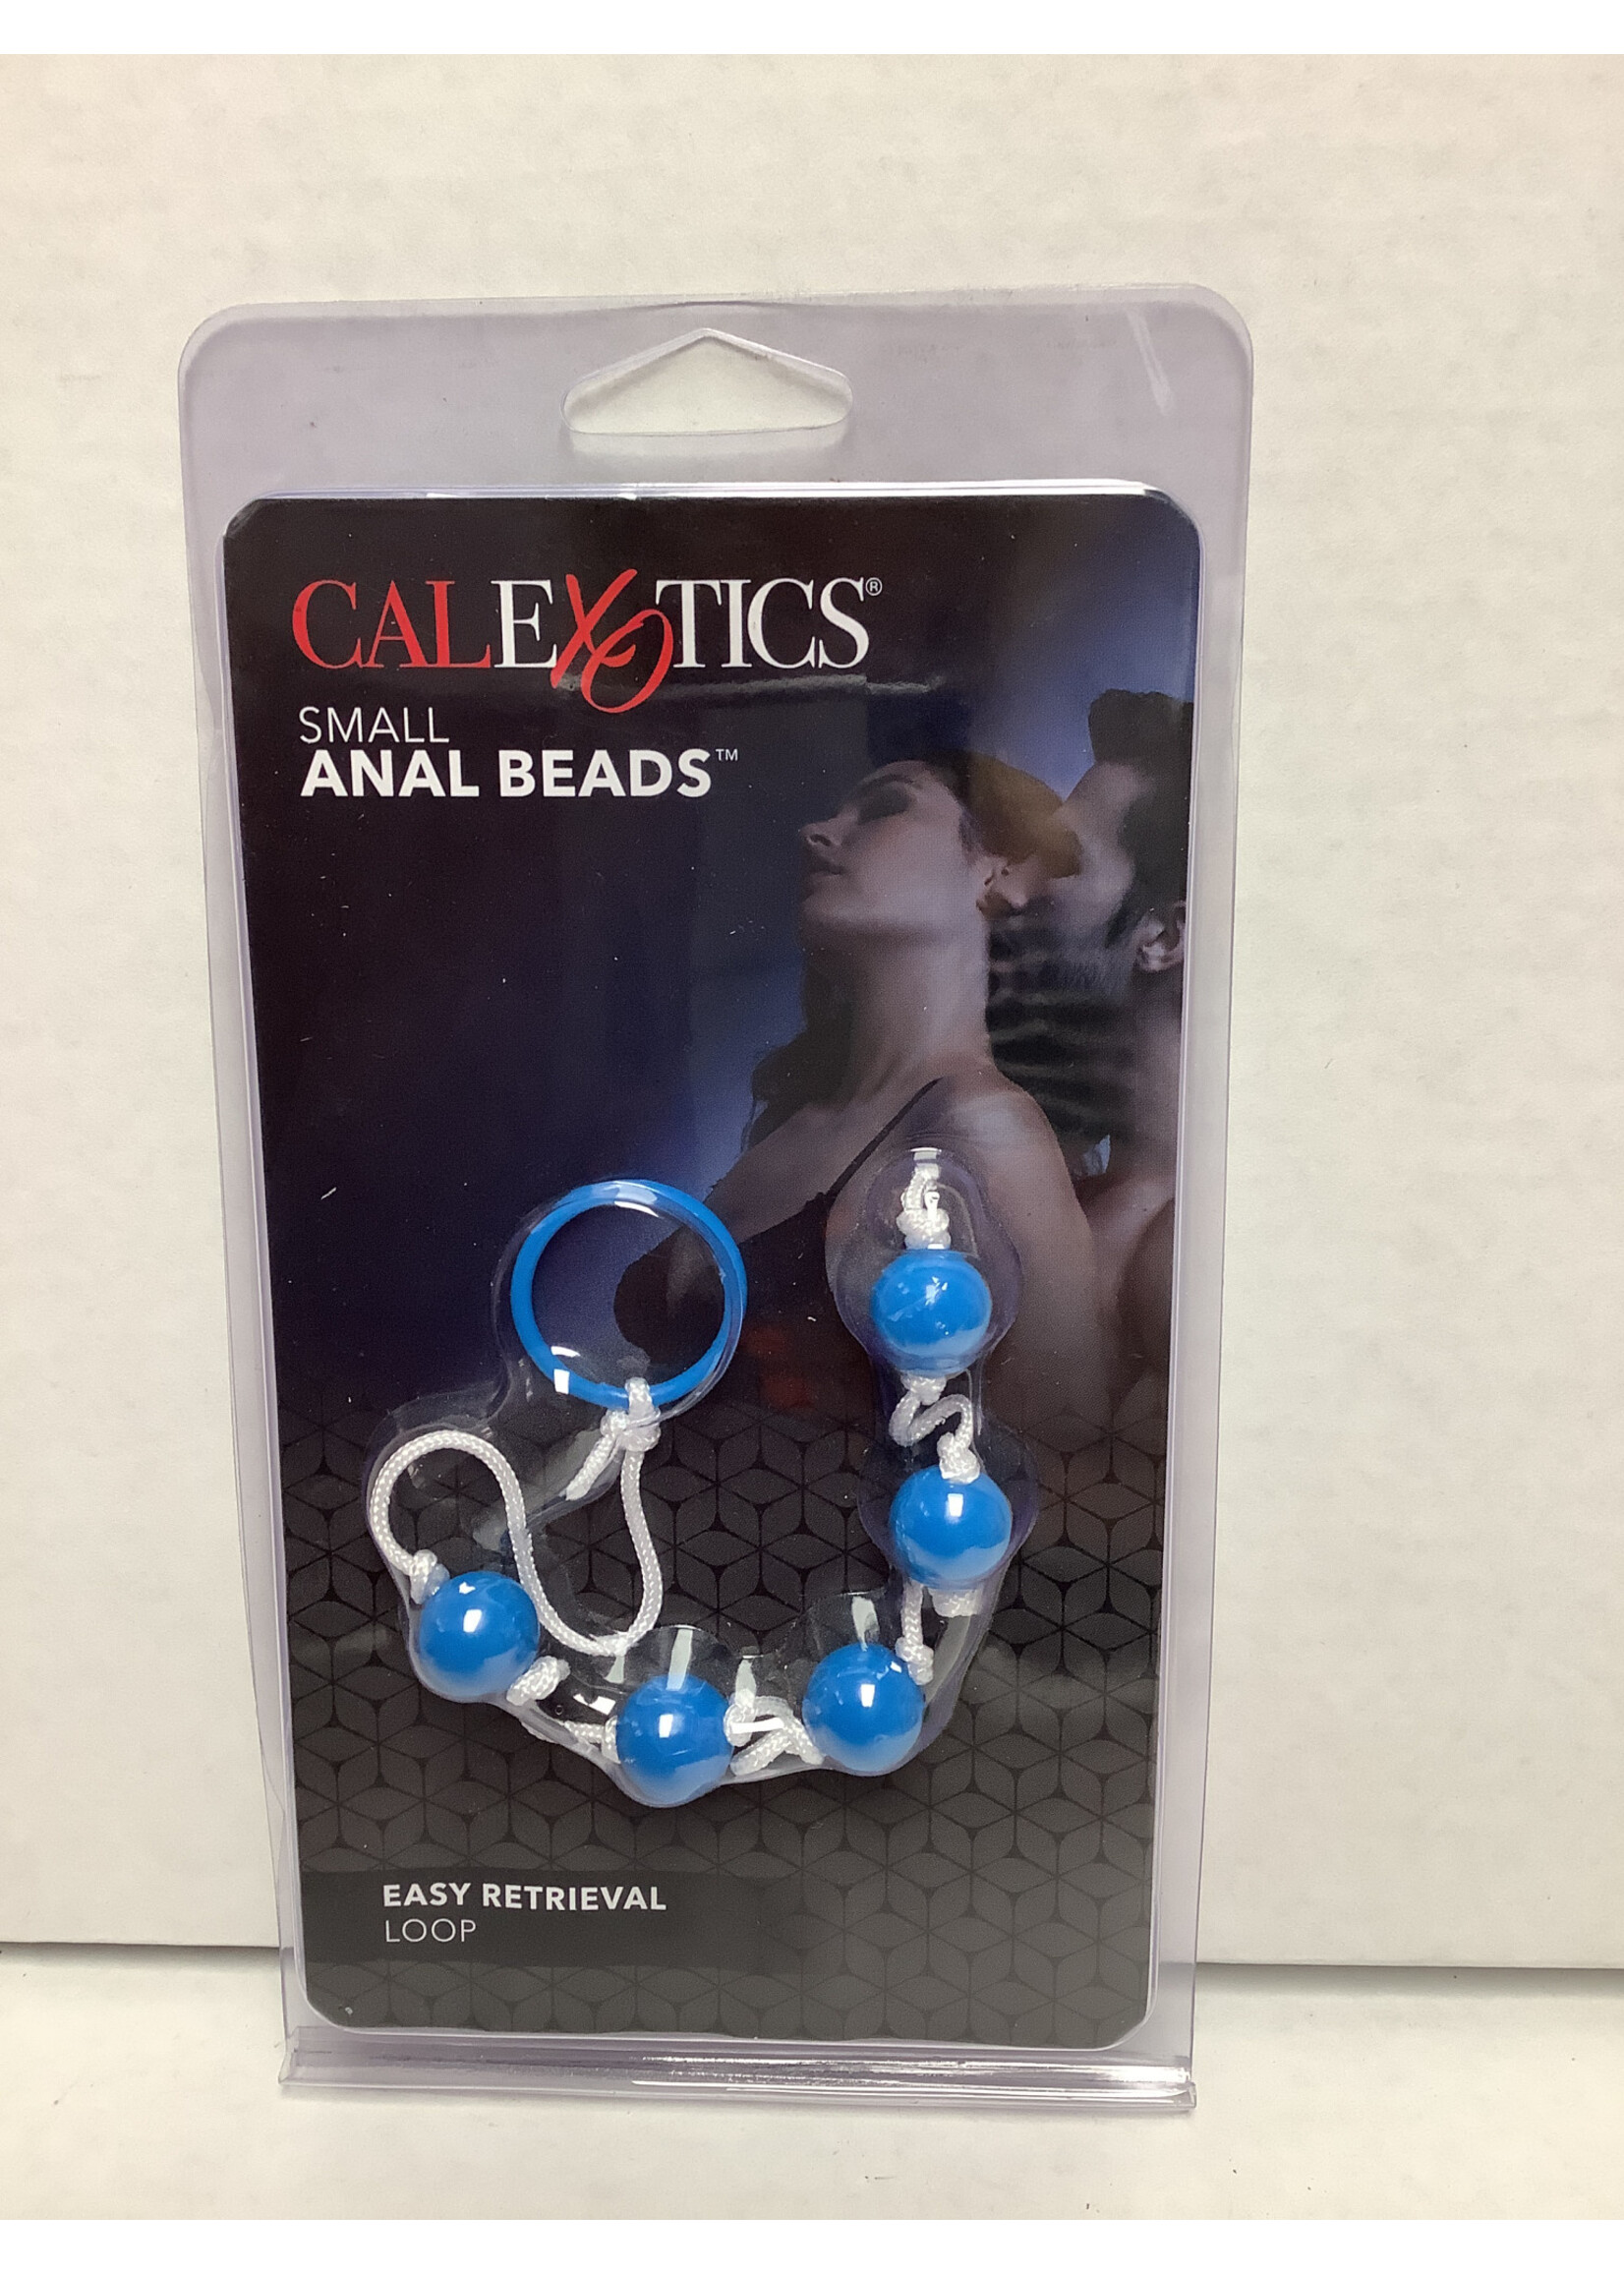 CALEXOTICS®
SMALL
ANAL BEADS™
EASY RETRIEVAL
LOOP